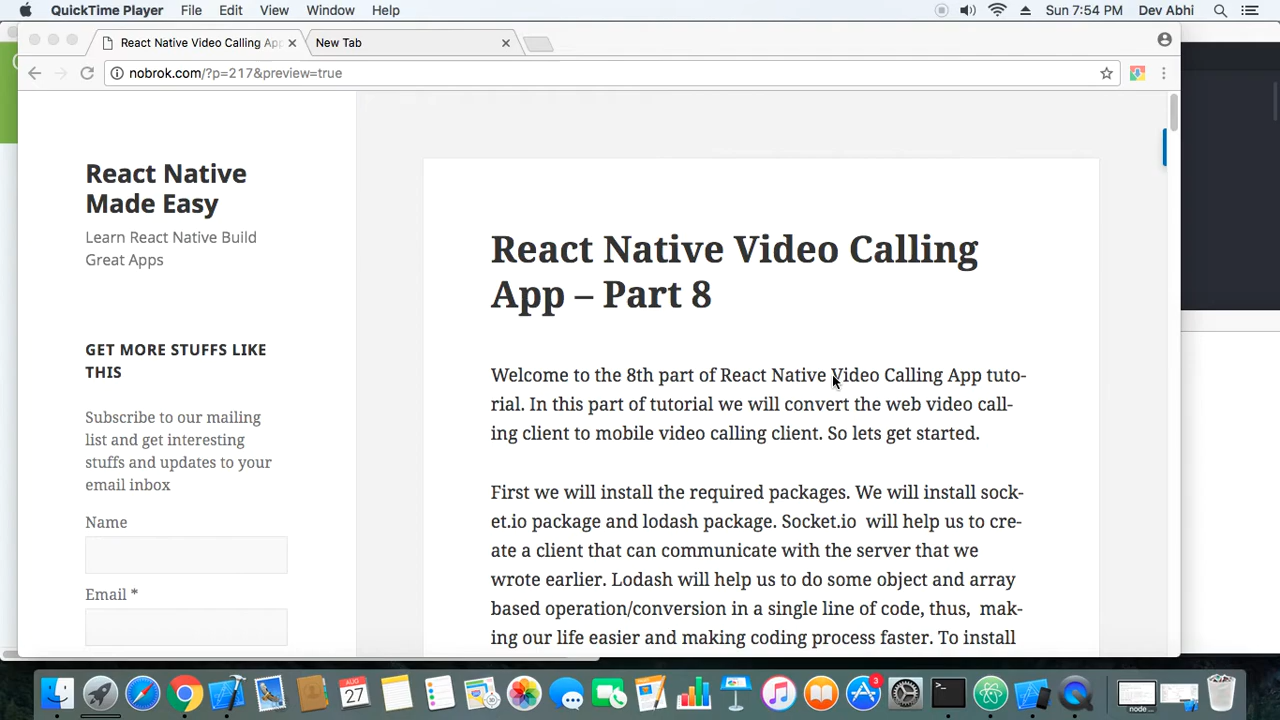 QuickTime Player File Edit View Window Help Sun 7:54 PM Dev Abhi
React Native Video Calling Ap New Tab
nobrok.com/?p=217&preview=true
React Native
Made Easy
Learn React Native Build
Great Apps
GET MORE STUFFS LIKE
THIS
Subscribe to our mailing
list and get interesting
stuffs and updates to your
email inbox
Name
Email *
React Native Video Calling
App – Part 8
Welcome to the 8th part of React Native Video Calling App tuto-
rial. In this part of tutorial we will convert the web video call-
ing client to mobile video calling client. So lets get started.
First we will install the required packages. We will install sock-
et.io package and lodash package. Socket.io will help us to cre-
ate a client that can communicate with the server that we
wrote earlier. Lodash will help us to do some object and array
based operation/conversion in a single line of code, thus, mak-
ing our life easier and making coding process faster. To install
AUG
27
3
node